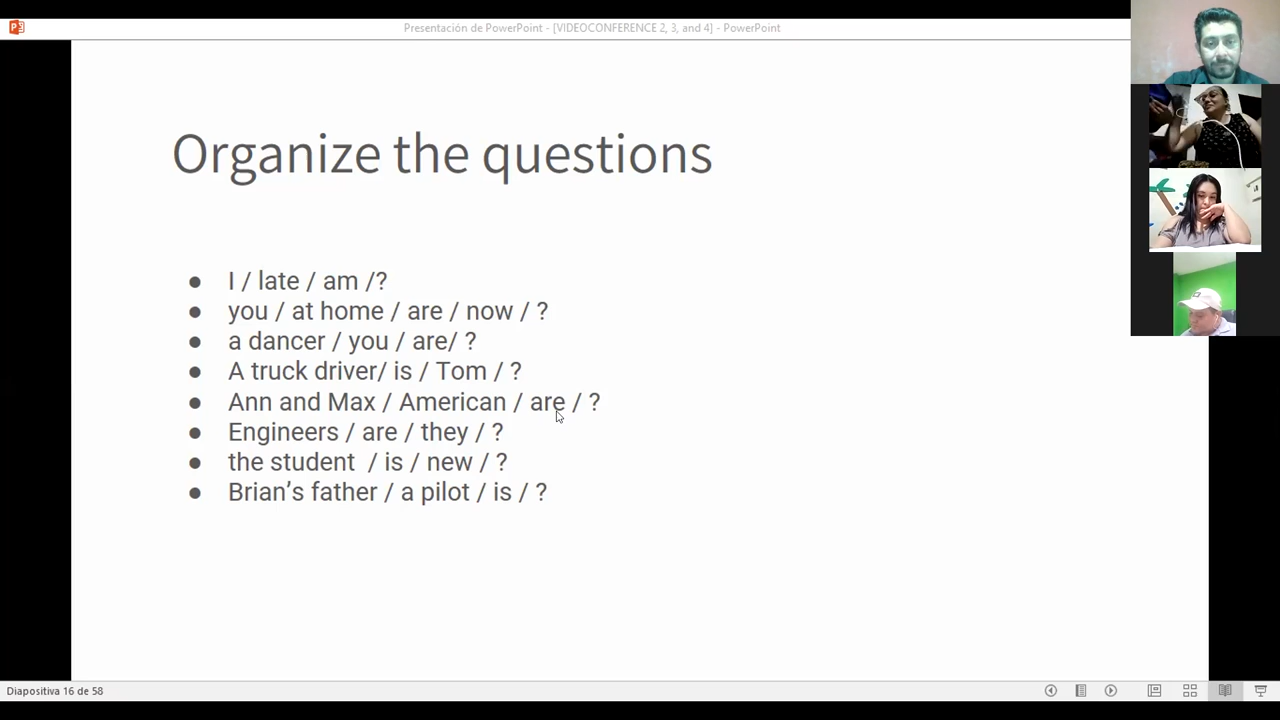 Presentación de PowerPoint - [VIDEOCONFERENCE 2, 3, and 4] - PowerPoint
Organize the questions
● I / late / am /?
● you / at home / are / now / ?
● a dancer / you / are/ ?
● A truck driver/ is / Tom / ?
● Ann and Max / American / are / ?
● Engineers / are / they / ?
● the student / is / new / ?
● Brian’s father / a pilot / is / ?
Diapositiva 16 de 58